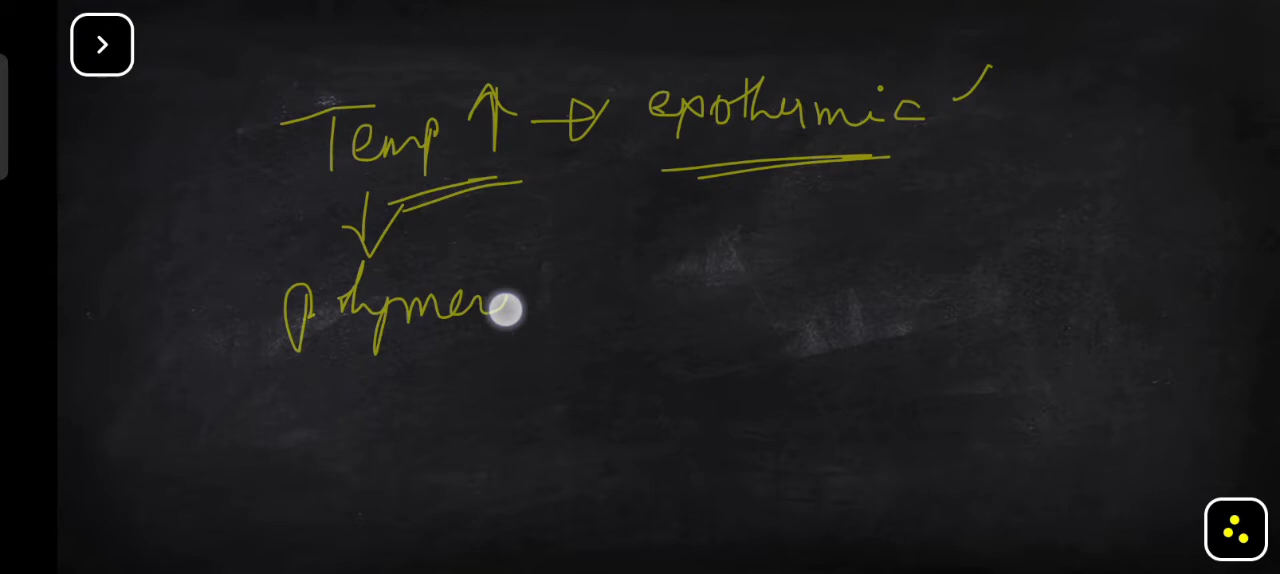 Temp ↑ → exothermic
↓
polymer